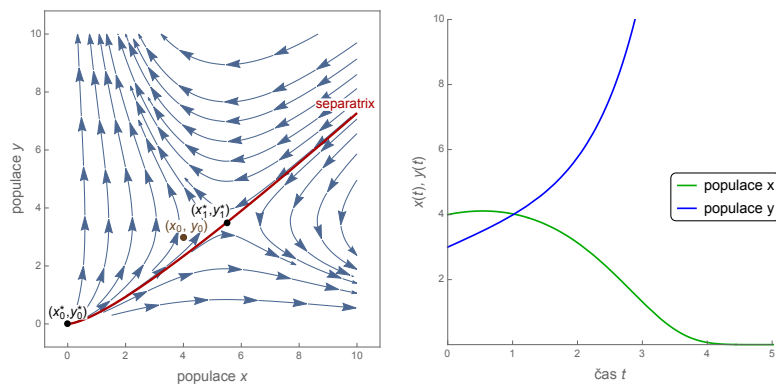 10
8
6
4
2
0
0
2
4
6
8
10
populace y
populace x
separatrix
(x₁*,y₁*)
(x₀, y₀)
(x₀*,y₀*)
10
8
6
4
2
0
1
2
3
4
5
x(t), y(t)
čas t
populace x
populace y